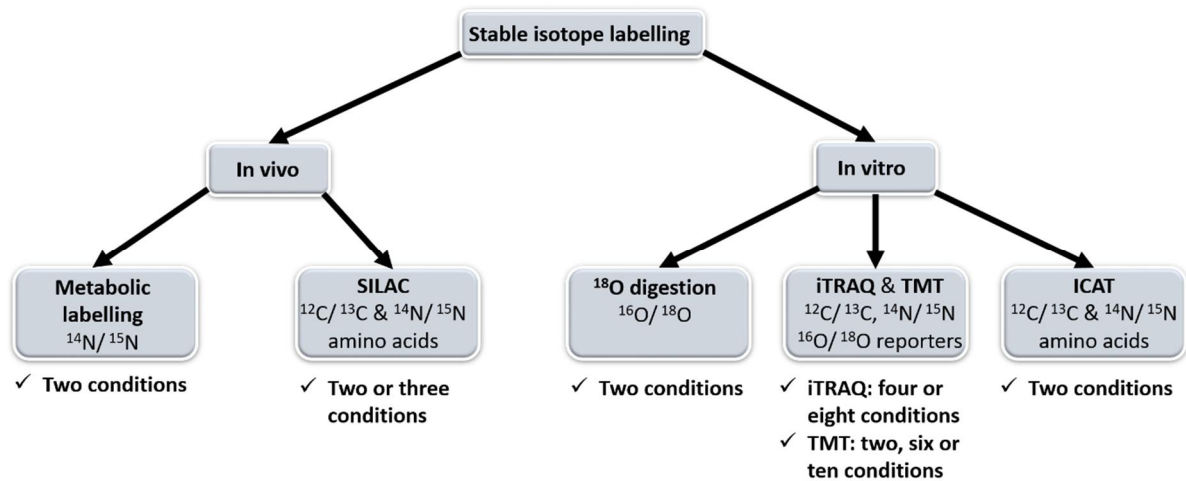 Stable isotope labelling
In vivo
In vitro
Metabolic
labelling
¹⁴N/ ¹⁵N
✓ Two conditions
SILAC
¹²C/ ¹³C & ¹⁴N/ ¹⁵N
amino acids
✓ Two or three
conditions
¹⁸O digestion
¹⁶O/ ¹⁸O
✓ Two conditions
iTRAQ & TMT
¹²C/ ¹³C, ¹⁴N/ ¹⁵N
¹⁶O/ ¹⁸O reporters
✓ iTRAQ: four or
eight conditions
✓ TMT: two, six or
ten conditions
ICAT
¹²C/ ¹³C & ¹⁴N/ ¹⁵N
amino acids
✓ Two conditions